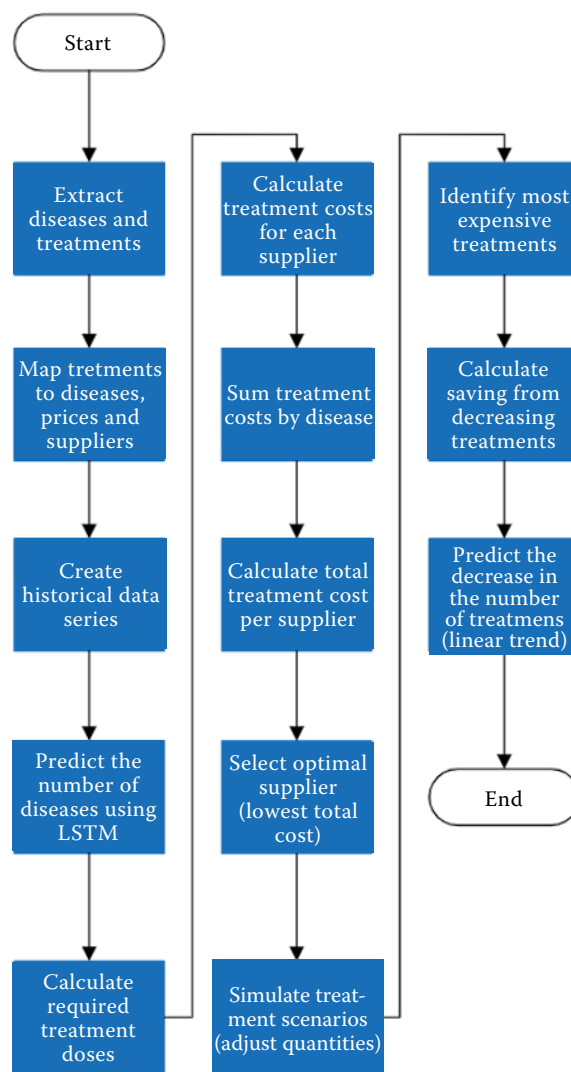 Start
Extract
diseases and
treatments
Map tretments
to diseases,
prices and
suppliers
Create
historical data
series
Predict the
number of
diseases using
LSTM
Calculate
required
treatment
doses
Calculate
treatment costs
for each
supplier
Sum treatment
costs by disease
Calculate total
treatment cost
per supplier
Select optimal
supplier
(lowest total
cost)
Simulate treat-
ment scenarios
(adjust quantities)
Identify most
expensive
treatments
Calculate
saving from
decreasing
treatments
Predict the
decrease in
the number
of treatmens
(linear trend)
End